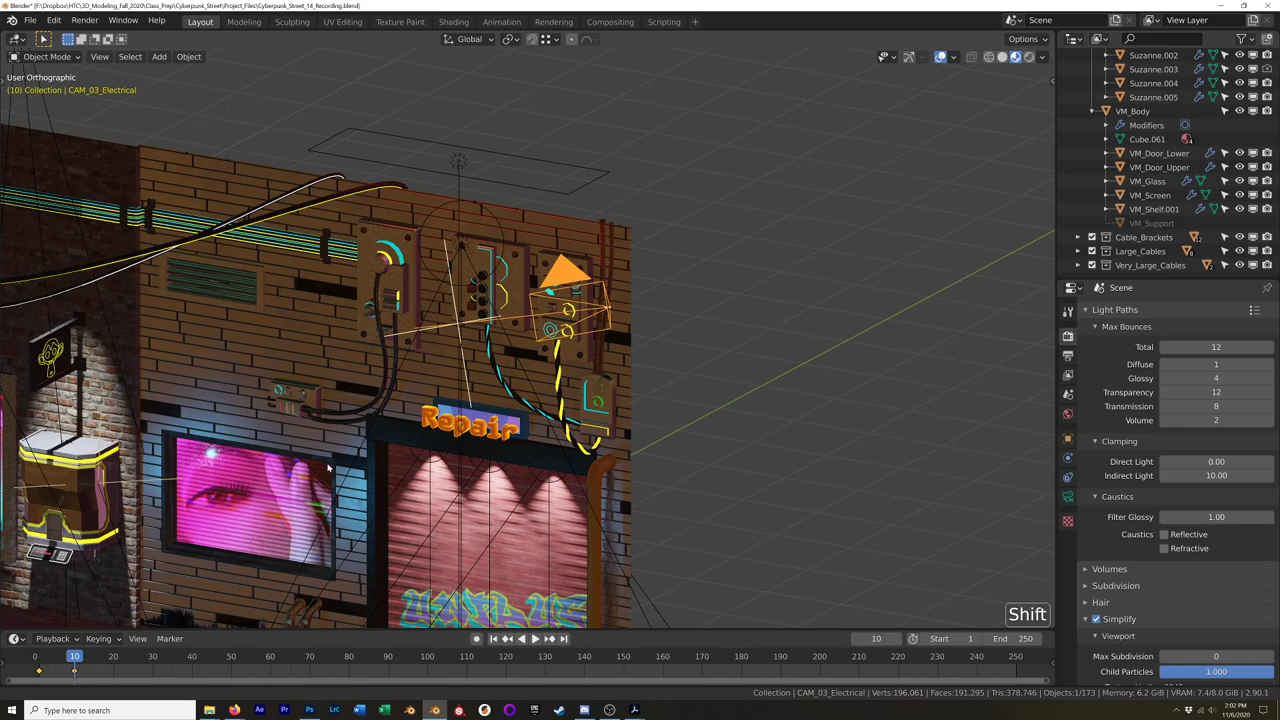 Blender* [F:\Dropbox\HTC\3D_Modeling_Fall_2020\Class_Prep\Cyberpunk_Street\Project_Files\Cyberpunk_Street_14_Recording.blend]
File Edit Render Window Help Layout Modeling Sculpting UV Editing Texture Paint Shading Animation Rendering Compositing Scripting + Scene View Layer
Global Options
Object Mode View Select Add Object
User Orthographic
(10) Collection | CAM_03_Electrical
Suzanne.002
Suzanne.003
Suzanne.004
Suzanne.005
VM_Body
Modifiers
Cube.061 4
VM_Door_Lower
VM_Door_Upper
VM_Glass
VM_Screen
VM_Shelf.001
VM_Support
Cable_Brackets 12
Large_Cables 8
Very_Large_Cables 2
Scene
Light Paths
Max Bounces
Total 12
Diffuse 1
Glossy 4
Transparency 12
Transmission 8
Volume 2
Clamping
Direct Light 0.00
Indirect Light 10.00
Caustics
Filter Glossy 1.00
Caustics Reflective
Refractive
Volumes
Subdivision
Hair
Simplify
Viewport
Max Subdivision 0
Child Particles 1.000
Repair
Shift
Playback Keying View Marker 10 Start 1 End 250
0 10 20 30 40 50 60 70 80 90 100 110 120 130 140 150 160 170 180 190 200 210 220 230 240 250
Collection | CAM_03_Electrical | Verts:196,061 | Faces:191,295 | Tris:378,746 | Objects:1/173 | Memory: 6.2 GiB | VRAM: 7.4/8.0 GiB | 2.90.1
Type here to search
2:02 PM
11/6/2020